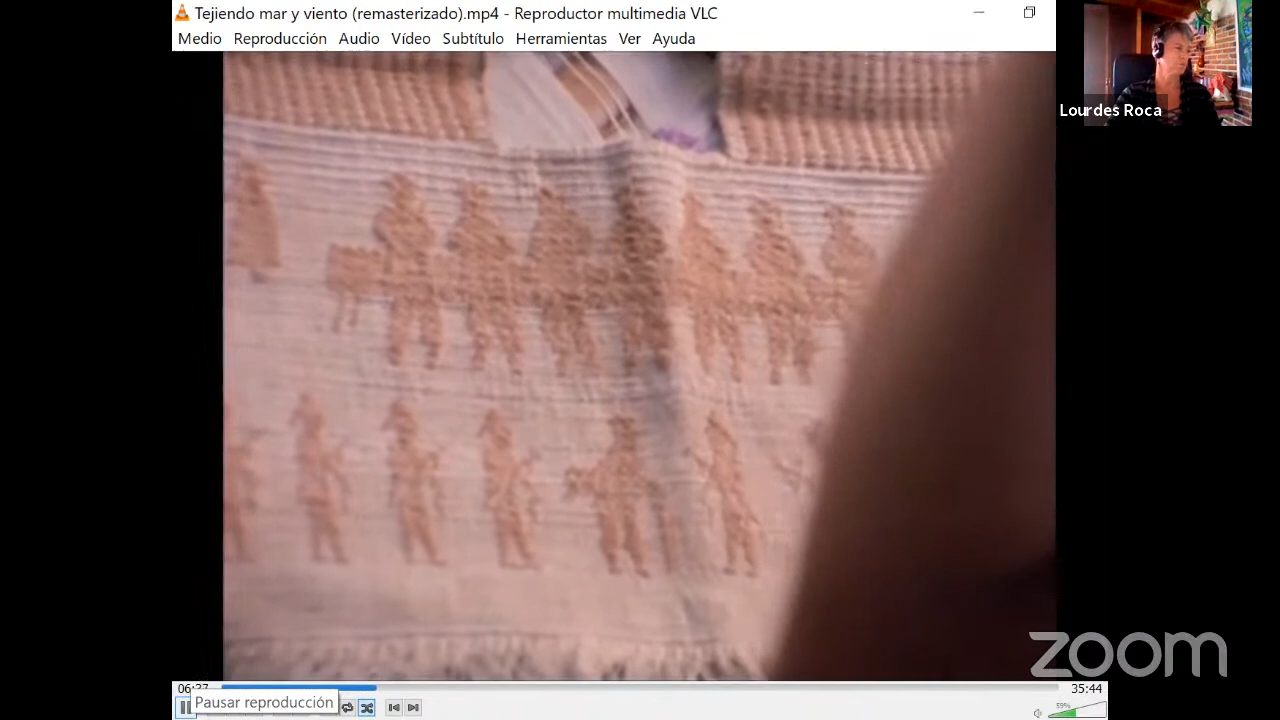 Tejiendo mar y viento (remasterizado).mp4 - Reproductor multimedia VLC
Medio Reproducción Audio Vídeo Subtítulo Herramientas Ver Ayuda
Lourdes Roca
zoom
35:44
Pausar reproducción
59%